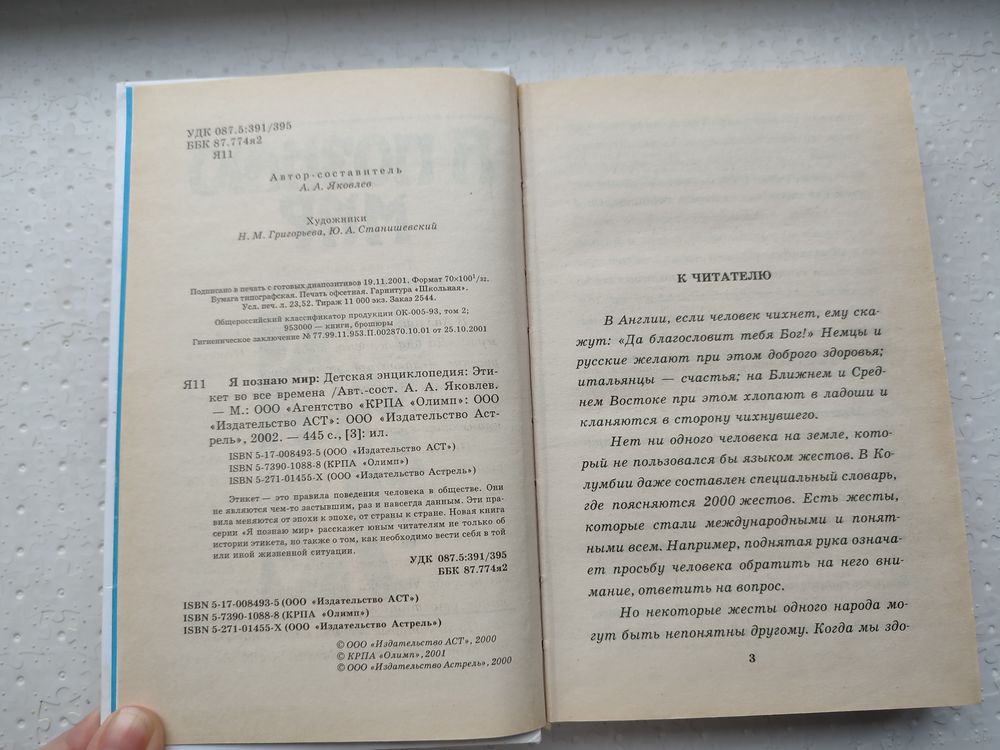 УДК 087.5:391/395
ББК 87.774я2
Я11
Автор-составитель
А. А. Яковлев
Художники
Н. М. Григорьева, Ю. А. Станишевский
Подписано в печать с готовых диапозитивов 19.11.2001. Формат 70×100¹/₃₂.
Бумага типографская. Печать офсетная. Гарнитура «Школьная».
Усл. печ. л. 23,52. Тираж 11 000 экз. Заказ 2544.
Общероссийский классификатор продукции ОК-005-93, том 2;
953000 — книги, брошюры
Гигиеническое заключение № 77.99.11.953.П.002870.10.01 от 25.10.2001
Я11 Я познаю мир: Детская энциклопедия: Эти-
кет во все времена /Авт.-сост. А. А. Яковлев.
— М.: ООО «Агентство «КРПА «Олимп»: ООО
«Издательство АСТ»: ООО «Издательство Аст-
рель», 2002. — 445 с., [3]: ил.
ISBN 5-17-008493-5 (ООО «Издательство АСТ»)
ISBN 5-7390-1088-8 (КРПА «Олимп»)
ISBN 5-271-01455-X (ООО «Издательство Астрель»)
Этикет — это правила поведения человека в обществе. Они
не являются чем-то застывшим, раз и навсегда данным. Эти пра-
вила меняются от эпохи к эпохе, от страны к стране. Новая книга
серии «Я познаю мир» расскажет юным читателям не только об
истории этикета, но также о том, как необходимо вести себя в той
или иной жизненной ситуации.
УДК 087.5:391/395
ББК 87.774я2
ISBN 5-17-008493-5 (ООО «Издательство АСТ»)
ISBN 5-7390-1088-8 (КРПА «Олимп»)
ISBN 5-271-01455-X (ООО «Издательство Астрель»)
© ООО «Издательство АСТ», 2000
© КРПА «Олимп», 2001
© ООО «Издательство Астрель», 2000
К ЧИТАТЕЛЮ
В Англии, если человек чихнет, ему ска-
жут: «Да благословит тебя Бог!» Немцы и
русские желают при этом доброго здоровья;
итальянцы — счастья; на Ближнем и Сред-
нем Востоке при этом хлопают в ладоши и
кланяются в сторону чихнувшего.
Нет ни одного человека на земле, кото-
рый не пользовался бы языком жестов. В Ко-
лумбии даже составлен специальный словарь,
где поясняются 2000 жестов. Есть жесты,
которые стали международными и понят-
ными всем. Например, поднятая рука означа-
ет просьбу человека обратить на него вни-
мание, ответить на вопрос.
Но некоторые жесты одного народа мо-
гут быть непонятны другому. Когда мы здо-
3